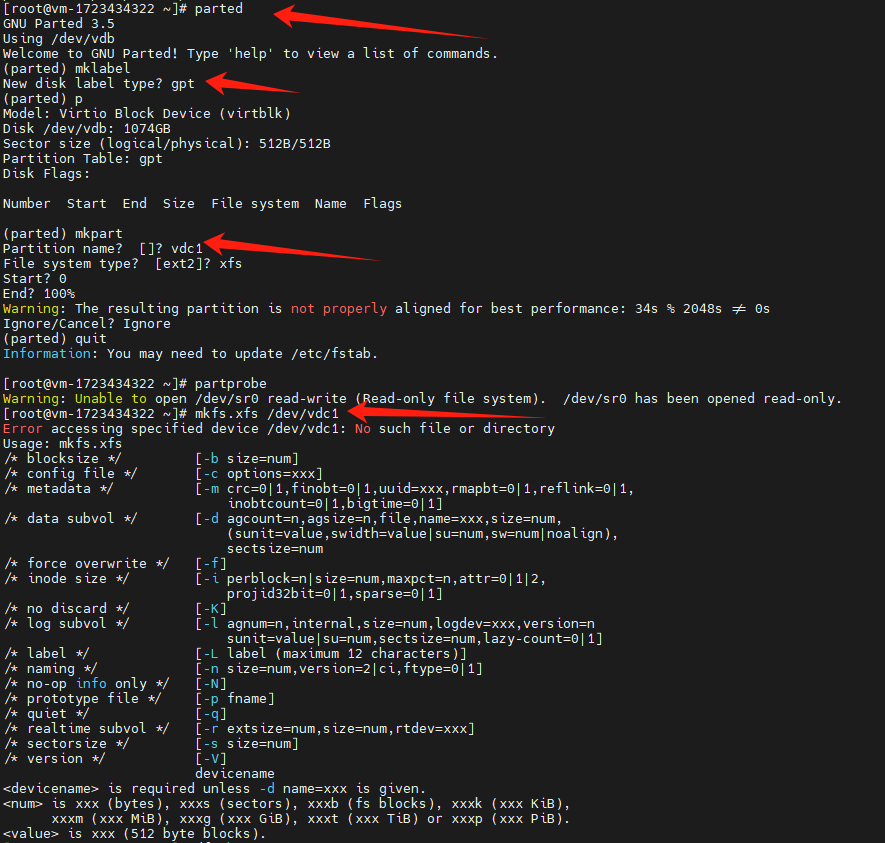 [root@vm-1723434322 ~]# parted
GNU Parted 3.5
Using /dev/vdb
Welcome to GNU Parted! Type 'help' to view a list of commands.
(parted) mklabel
New disk label type? gpt
(parted) p
Model: Virtio Block Device (virtblk)
Disk /dev/vdb: 1074GB
Sector size (logical/physical): 512B/512B
Partition Table: gpt
Disk Flags:
Number  Start  End  Size  File system  Name  Flags
(parted) mkpart
Partition name?  []? vdc1
File system type?  [ext2]? xfs
Start? 0
End? 100%
Warning: The resulting partition is not properly aligned for best performance: 34s % 2048s ≠ 0s
Ignore/Cancel? Ignore
(parted) quit
Information: You may need to update /etc/fstab.
[root@vm-1723434322 ~]# partprobe
Warning: Unable to open /dev/sr0 read-write (Read-only file system).  /dev/sr0 has been opened read-only.
[root@vm-1723434322 ~]# mkfs.xfs /dev/vdc1
Error accessing specified device /dev/vdc1: No such file or directory
Usage: mkfs.xfs
/* blocksize */         [-b size=num]
/* config file */       [-c options=xxx]
/* metadata */          [-m crc=0|1,finobt=0|1,uuid=xxx,rmapbt=0|1,reflink=0|1,
                            inobtcount=0|1,bigtime=0|1]
/* data subvol */       [-d agcount=n,agsize=n,file,name=xxx,size=num,
                            (sunit=value,swidth=value|su=num,sw=num|noalign),
                            sectsize=num
/* force overwrite */   [-f]
/* inode size */        [-i perblock=n|size=num,maxpct=n,attr=0|1|2,
                            projid32bit=0|1,sparse=0|1]
/* no discard */        [-K]
/* log subvol */        [-l agnum=n,internal,size=num,logdev=xxx,version=n
                            sunit=value|su=num,sectsize=num,lazy-count=0|1]
/* label */             [-L label (maximum 12 characters)]
/* naming */            [-n size=num,version=2|ci,ftype=0|1]
/* no-op info only */   [-N]
/* prototype file */    [-p fname]
/* quiet */             [-q]
/* realtime subvol */   [-r extsize=num,size=num,rtdev=xxx]
/* sectorsize */        [-s size=num]
/* version */           [-V]
                        devicename
<devicename> is required unless -d name=xxx is given.
<num> is xxx (bytes), xxxs (sectors), xxxb (fs blocks), xxxk (xxx KiB),
      xxxm (xxx MiB), xxxg (xxx GiB), xxxt (xxx TiB) or xxxp (xxx PiB).
<value> is xxx (512 byte blocks).